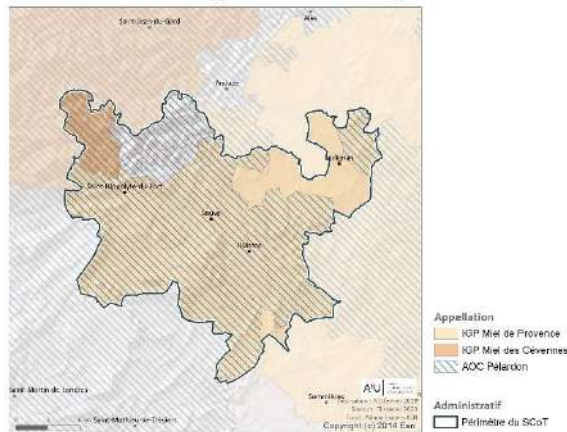 Saint-Jean-du-Gard
Alès
Anduze
Lédignan
Saint-Hippolyte-du-Fort
Sauve
Quissac
Saint Martin de Londres
Saint-Mathieu-de-Tréviers
Sommières
A'U
Copyright:(c) 2014 Esri
Appellation
IGP Miel de Provence
IGP Miel des Cévennes
AOC Pélardon
Administratif
Périmètre du SCoT